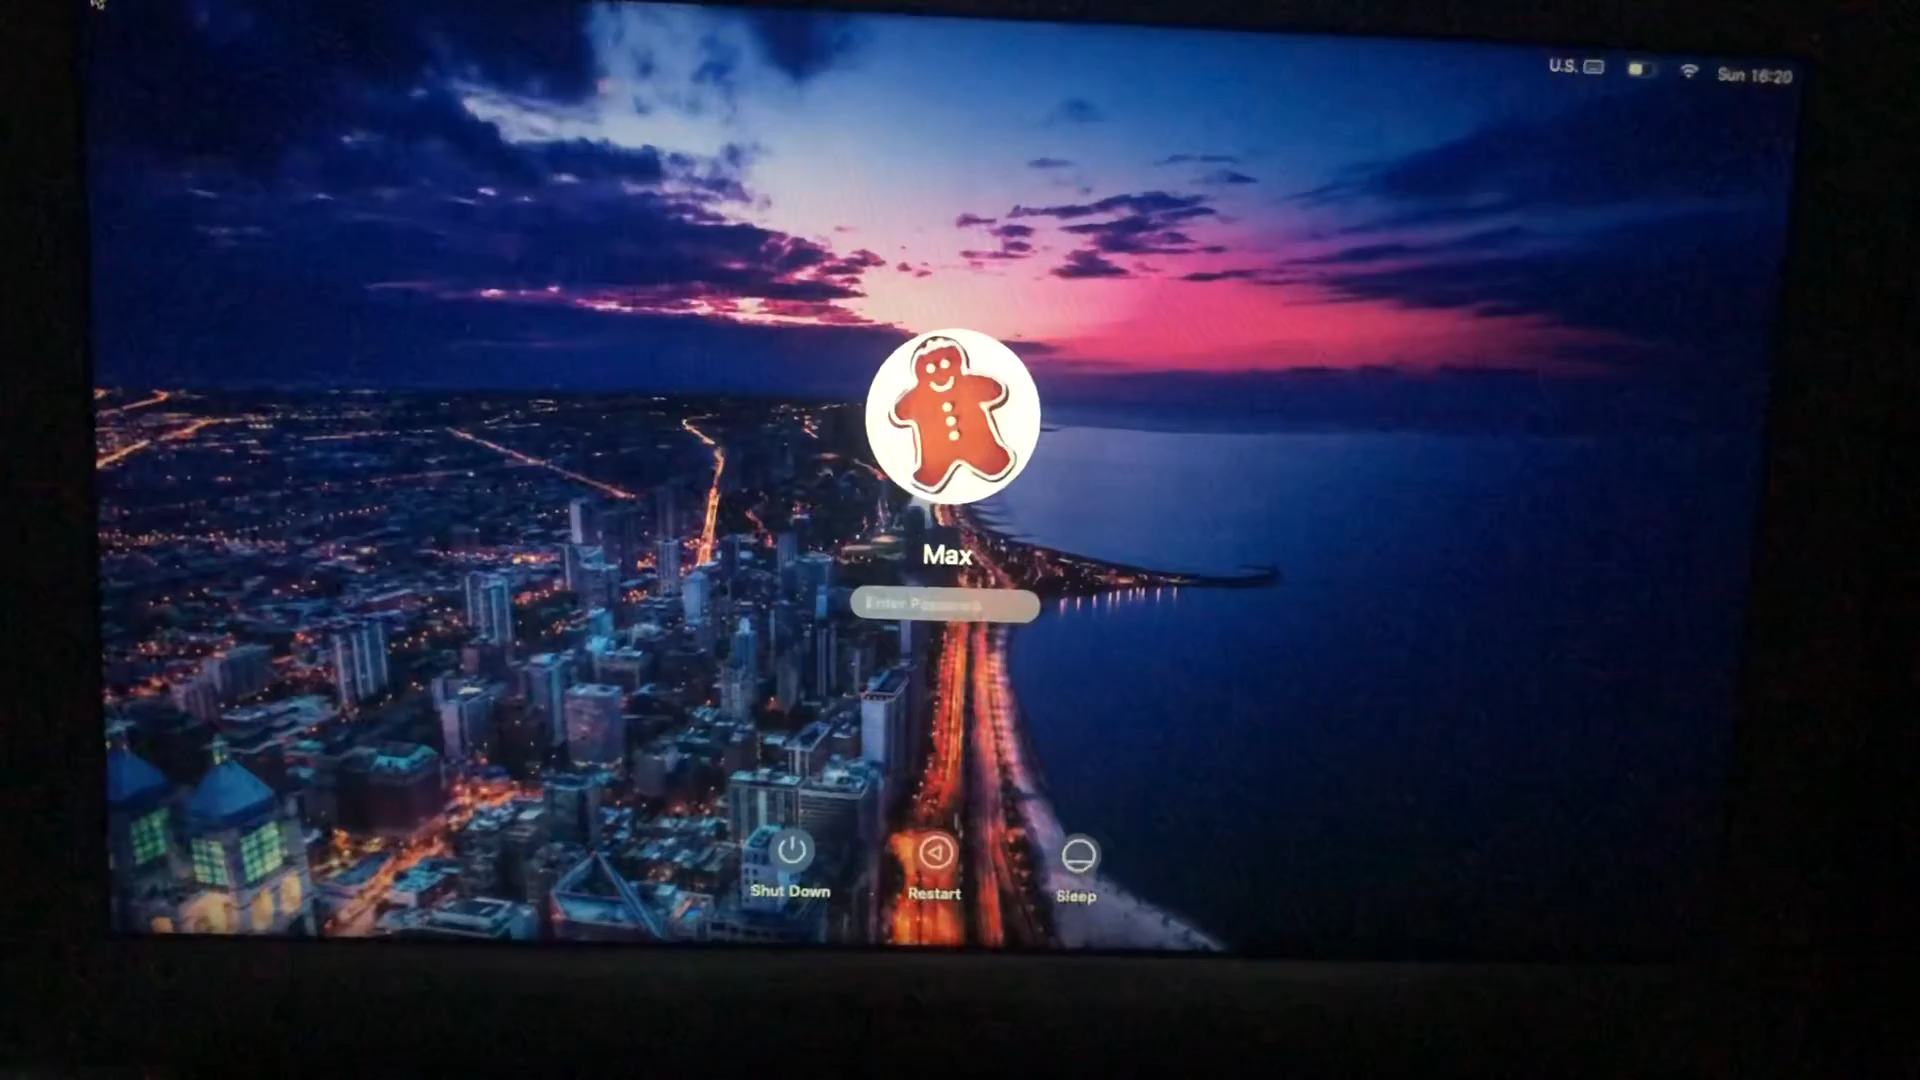 U.S.
Sun 16:20
Max
Enter Password
Shut Down
Restart
Sleep